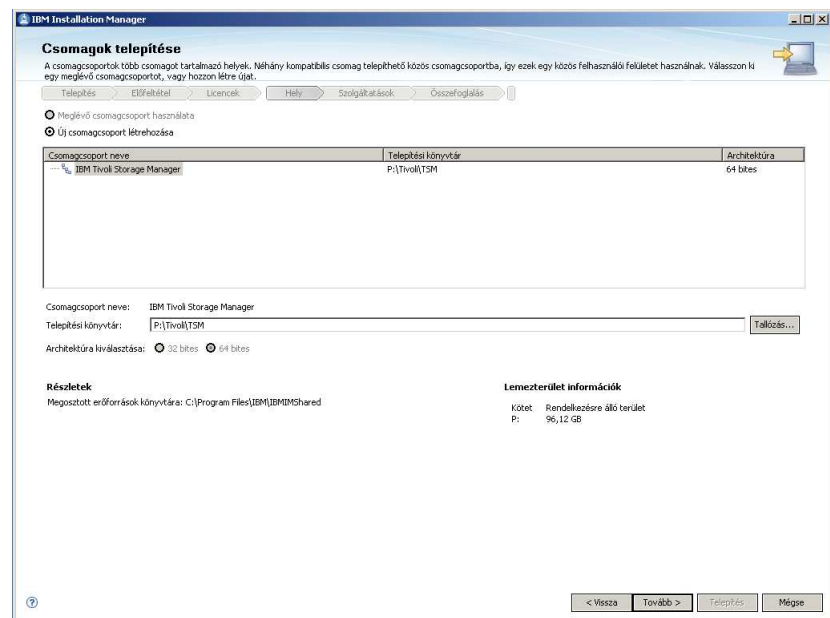 IBM Installation Manager
Csomagok telepítése
A csomagcsoportok több csomagot tartalmazó helyek. Néhány kompatibilis csomag telepíthető közös csomagcsoportba, így ezek egy közös felhasználói felületet használnak. Válasszon ki
egy meglévő csomagcsoportot, vagy hozzon létre újat.
Telepítés Előfeltétel Licencek Hely Szolgáltatások Összefoglalás
Meglévő csomagcsoport használata
Új csomagcsoport létrehozása
Csomagcsoport neve Telepítési könyvtár Architektúra
IBM Tivoli Storage Manager P:\Tivoli\TSM 64 bites
Csomagcsoport neve: IBM Tivoli Storage Manager
Telepítési könyvtár: P:\Tivoli\TSM Tallózás...
Architektúra kiválasztása: 32 bites 64 bites
Részletek Lemezterület információk
Megosztott erőforrások könyvtára: C:\Program Files\IBM\IBMIMShared
Kötet Rendelkezésre álló terület
P: 96,12 GB
? < Vissza Tovább > Telepítés Mégse